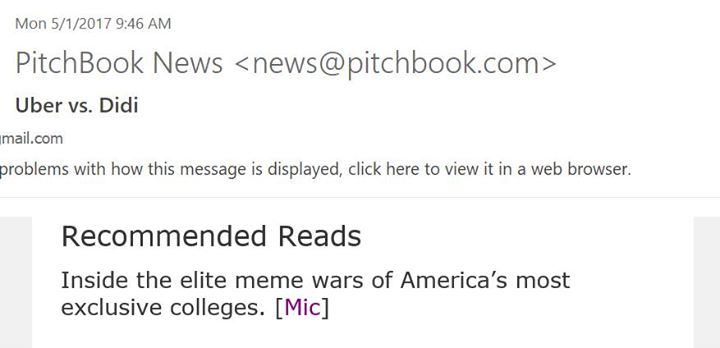 Mon 5/1/2017 9:46 AM
PitchBook News <news@pitchbook.com>
Uber vs. Didi
mail.com
problems with how this message is displayed, click here to view it in a web browser.
Recommended Reads
Inside the elite meme wars of America’s most
exclusive colleges. [Mic]